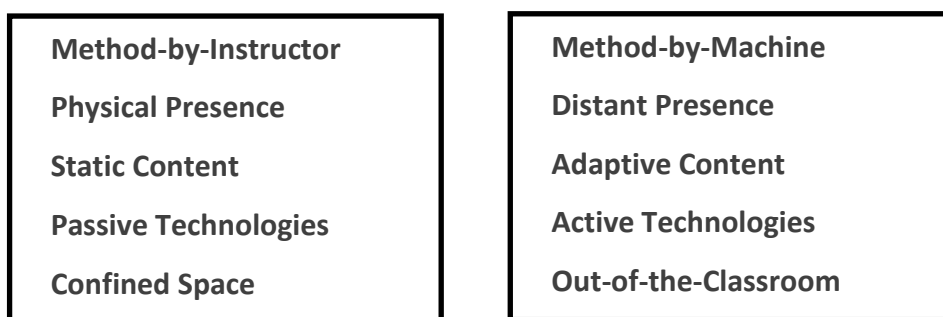 Method-by-Instructor
Physical Presence
Static Content
Passive Technologies
Confined Space
Method-by-Machine
Distant Presence
Adaptive Content
Active Technologies
Out-of-the-Classroom